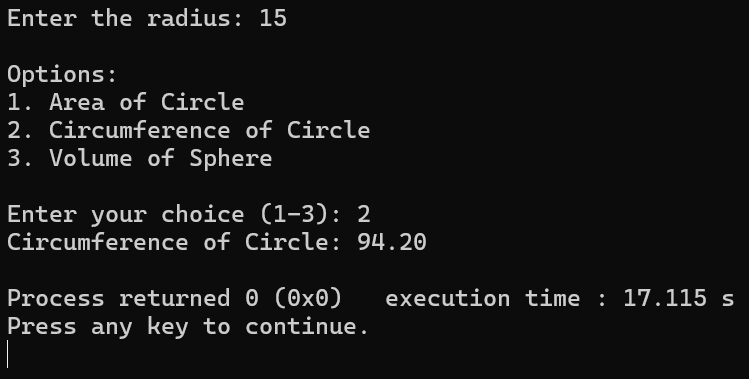 Enter the radius: 15
Options:
1. Area of Circle
2. Circumference of Circle
3. Volume of Sphere
Enter your choice (1-3): 2
Circumference of Circle: 94.20
Process returned 0 (0x0)   execution time : 17.115 s
Press any key to continue.